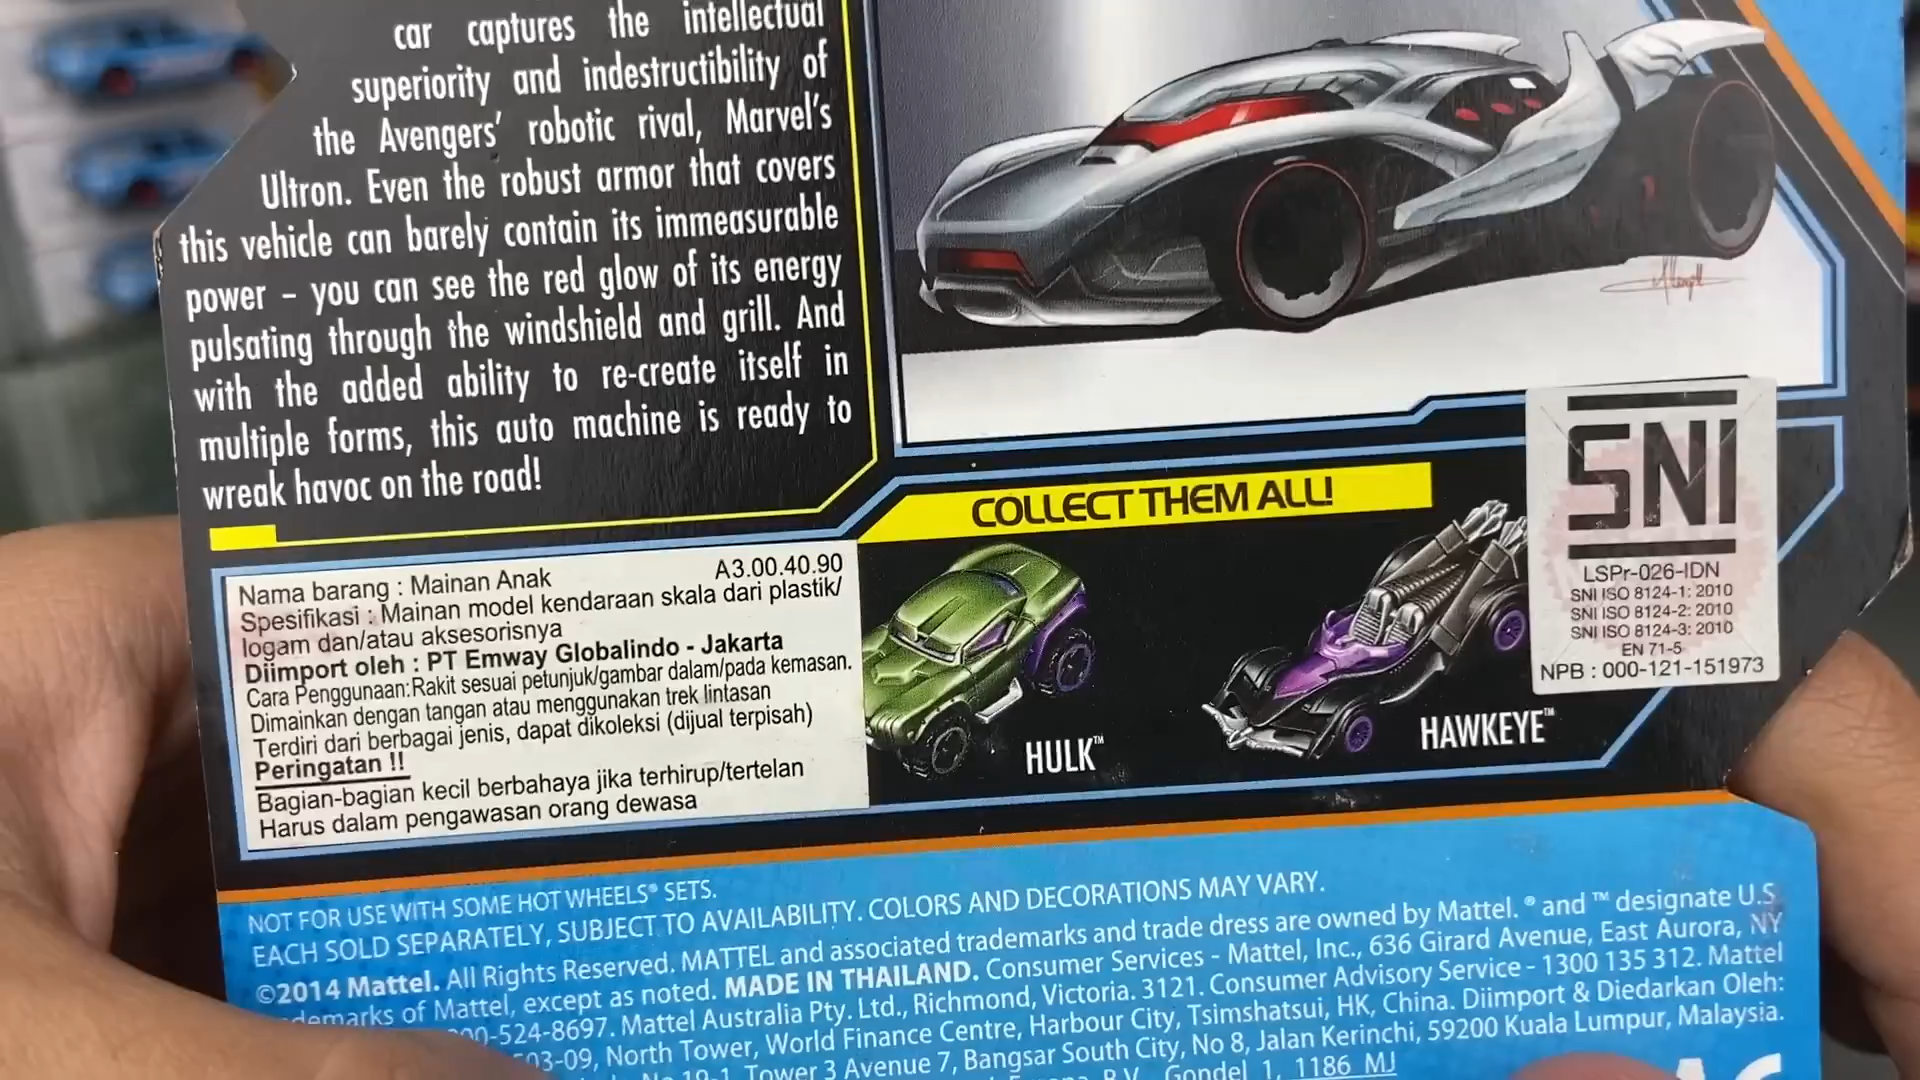 car captures the intellectual
superiority and indestructibility of
the Avengers' robotic rival, Marvel's
Ultron. Even the robust armor that covers
this vehicle can barely contain its immeasurable
power – you can see the red glow of its energy
pulsating through the windshield and grill. And
with the added ability to re-create itself in
multiple forms, this auto machine is ready to
wreak havoc on the road!
COLLECT THEM ALL!
HULK™
HAWKEYE™
SNI
LSPr-026-IDN
SNI ISO 8124-1: 2010
SNI ISO 8124-2: 2010
SNI ISO 8124-3: 2010
EN 71-5
NPB : 000-121-151973
Nama barang : Mainan Anak A3.00.40.90
Spesifikasi : Mainan model kendaraan skala dari plastik/
logam dan/atau aksesorisnya
Diimport oleh : PT Emway Globalindo - Jakarta
Cara Penggunaan:Rakit sesuai petunjuk/gambar dalam/pada kemasan.
Dimainkan dengan tangan atau menggunakan trek lintasan
Terdiri dari berbagai jenis, dapat dikoleksi (dijual terpisah)
Peringatan !!
Bagian-bagian kecil berbahaya jika terhirup/tertelan
Harus dalam pengawasan orang dewasa
NOT FOR USE WITH SOME HOT WHEELS® SETS.
EACH SOLD SEPARATELY, SUBJECT TO AVAILABILITY. COLORS AND DECORATIONS MAY VARY.
©2014 Mattel. All Rights Reserved. MATTEL and associated trademarks and trade dress are owned by Mattel. ® and ™ designate U.S.
of Mattel, except as noted. MADE IN THAILAND. Consumer Services - Mattel, Inc., 636 Girard Avenue, East Aurora, NY
-524-8697. Mattel Australia Pty. Ltd., Richmond, Victoria. 3121. Consumer Advisory Service - 1300 135 312. Mattel
03-09, North Tower, World Finance Centre, Harbour City, Tsimshatsui, HK, China. Diimport & Diedarkan Oleh:
Tower 3 Avenue 7, Bangsar South City, No 8, Jalan Kerinchi, 59200 Kuala Lumpur, Malaysia.
B.V., Gondel 1, 1186 MJ